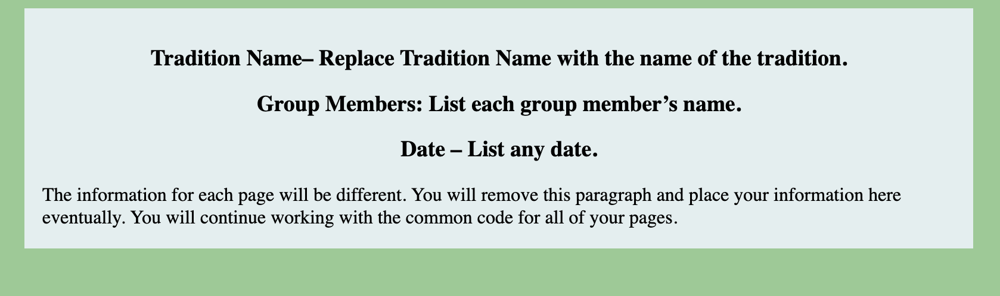 Tradition Name– Replace Tradition Name with the name of the tradition.
Group Members: List each group member’s name.
Date – List any date.
The information for each page will be different. You will remove this paragraph and place your information here
eventually. You will continue working with the common code for all of your pages.